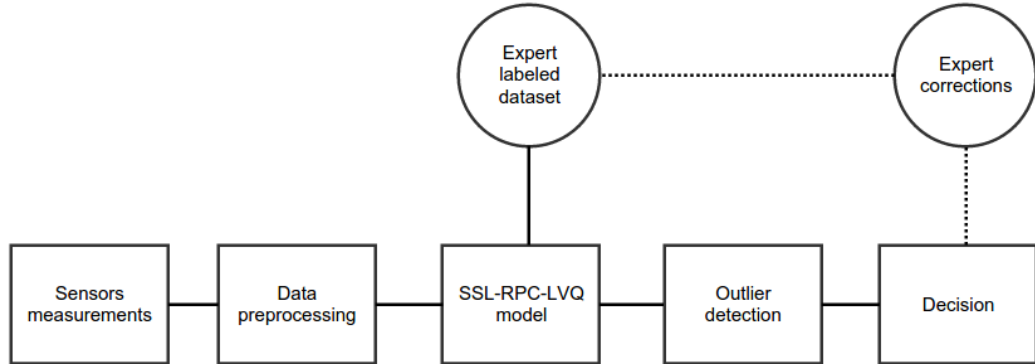 Expert
labeled
dataset
Expert
corrections
Sensors
measurements
Data
preprocessing
SSL-RPC-LVQ
model
Outlier
detection
Decision